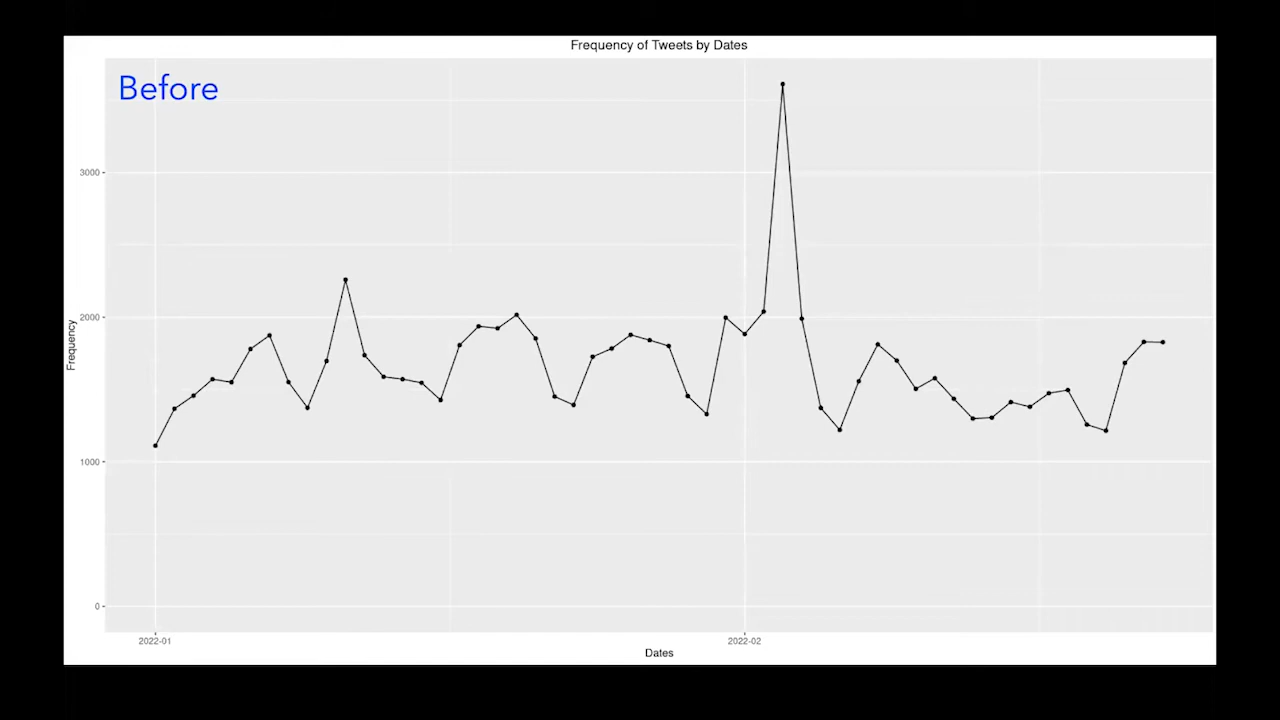 Frequency of Tweets by Dates
Before
3000
2000
1000
0
Frequency
2022-01
2022-02
Dates